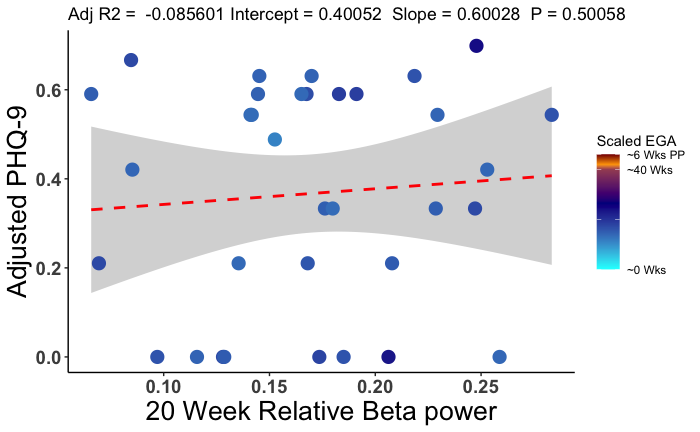 Adj R2 =  -0.085601 Intercept = 0.40052  Slope = 0.60028  P = 0.50058
Adjusted PHQ-9
0.6
0.4
0.2
0.0
0.10 0.15 0.20 0.25
20 Week Relative Beta power
Scaled EGA
~6 Wks PP
~40 Wks
~0 Wks